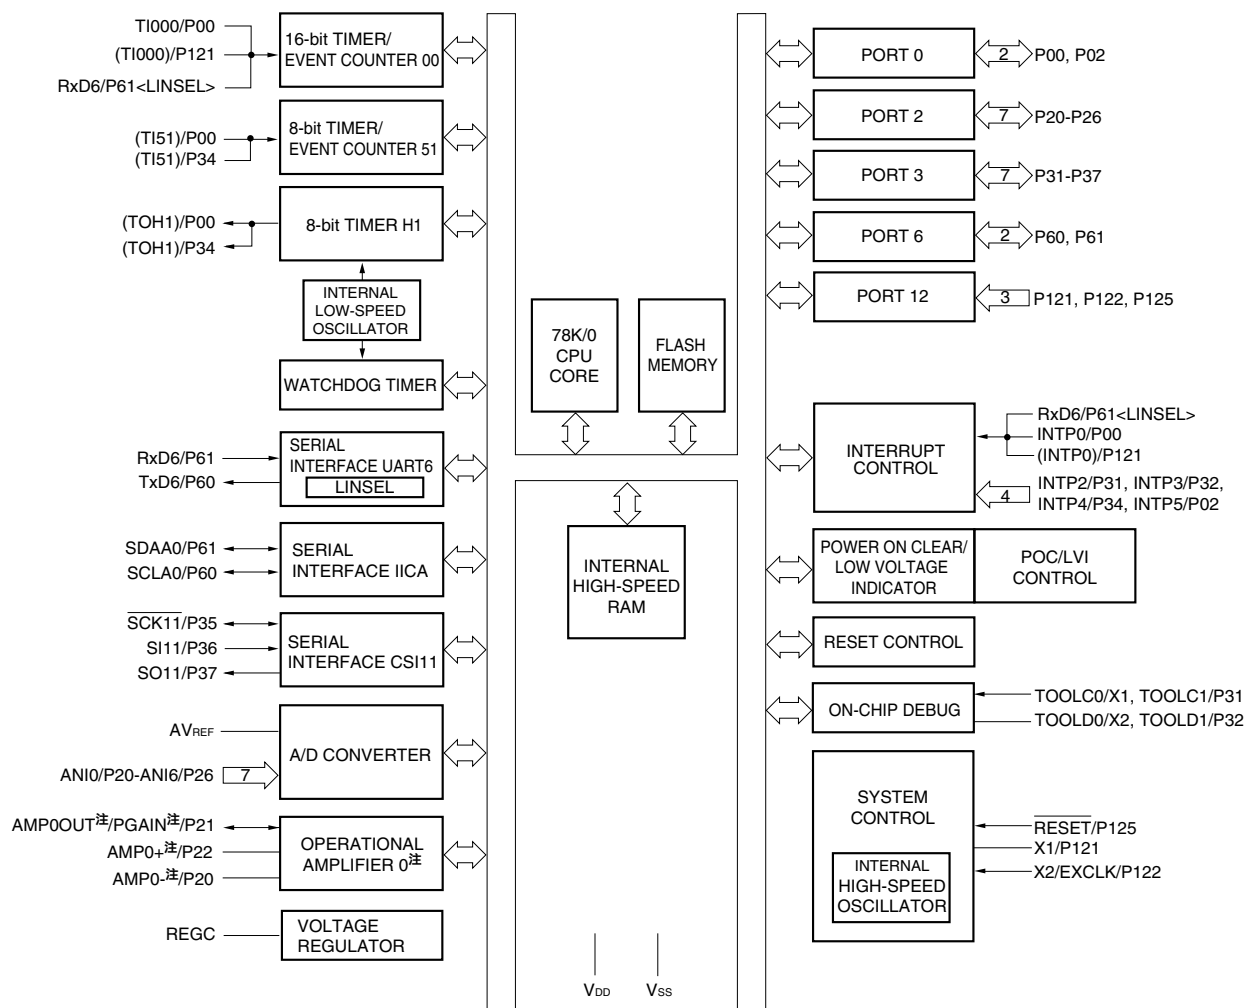 TI000/P00
(TI000)/P121
RxD6/P61<LINSEL>
16-bit TIMER/
EVENT COUNTER 00
(TI51)/P00
(TI51)/P34
8-bit TIMER/
EVENT COUNTER 51
(TOH1)/P00
(TOH1)/P34
8-bit TIMER H1
INTERNAL
LOW-SPEED
OSCILLATOR
WATCHDOG TIMER
RxD6/P61
TxD6/P60
SERIAL
INTERFACE UART6
LINSEL
SDAA0/P61
SCLA0/P60
SERIAL
INTERFACE IICA
SCK11/P35
SI11/P36
SO11/P37
SERIAL
INTERFACE CSI11
AVREF
ANI0/P20-ANI6/P26
7
A/D CONVERTER
AMP0OUT注/PGAIN注/P21
AMP0+注/P22
AMP0-注/P20
OPERATIONAL
AMPLIFIER 0注
REGC
VOLTAGE
REGULATOR
78K/0
CPU
CORE
FLASH
MEMORY
INTERNAL
HIGH-SPEED
RAM
VDD
VSS
PORT 0
2
P00, P02
PORT 2
7
P20-P26
PORT 3
7
P31-P37
PORT 6
2
P60, P61
PORT 12
3
P121, P122, P125
INTERRUPT
CONTROL
RxD6/P61<LINSEL>
INTP0/P00
(INTP0)/P121
4
INTP2/P31, INTP3/P32,
INTP4/P34, INTP5/P02
POWER ON CLEAR/
LOW VOLTAGE
INDICATOR
POC/LVI
CONTROL
RESET CONTROL
ON-CHIP DEBUG
TOOLC0/X1, TOOLC1/P31
TOOLD0/X2, TOOLD1/P32
SYSTEM
CONTROL
INTERNAL
HIGH-SPEED
OSCILLATOR
RESET/P125
X1/P121
X2/EXCLK/P122